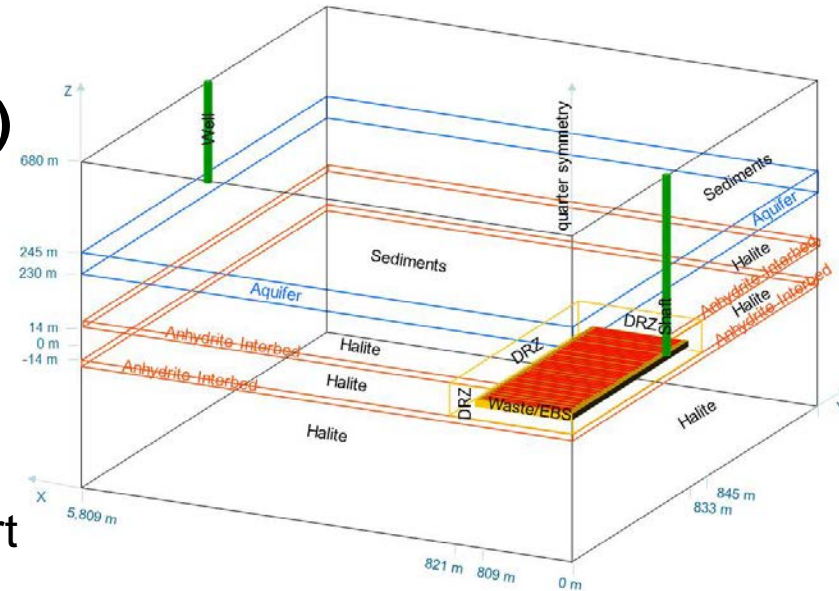 )
Z
Well
quarter symmetry
680 m
Sediments
Aquifer
245 m
230 m
Sediments
Halite
Anhydrite Interbed
Aquifer
Halite
Anhydrite Interbed
Shaft
DRZ
14 m
0 m
-14 m
Anhydrite Interbed
Halite
DRZ
Anhydrite Interbed
Halite
DRZ
Waste/EBS
Halite
Halite
X
5,809 m
rt
845 m
833 m
821 m
809 m
0 m